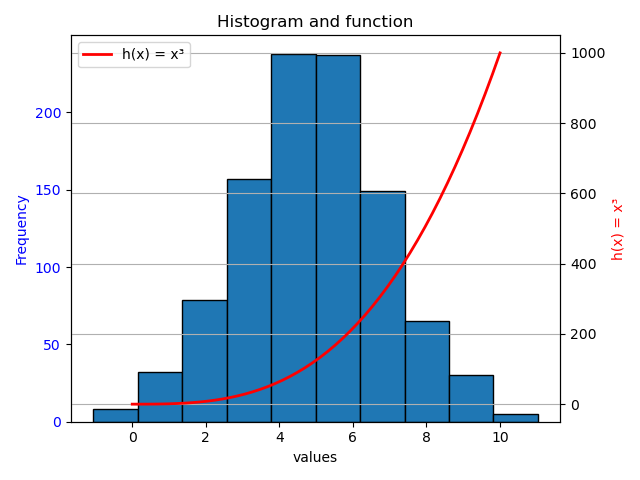 Histogram and function
h(x) = x³
Frequency
200
150
100
50
0
1000
800
600
400
200
0
h(x) = x³
0 2 4 6 8 10
values